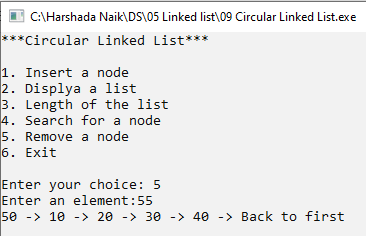 C:\Harshada Naik\DS\05 Linked list\09 Circular Linked List.exe
***Circular Linked List***
1. Insert a node
2. Displya a list
3. Length of the list
4. Search for a node
5. Remove a node
6. Exit
Enter your choice: 5
Enter an element:55
50 -> 10 -> 20 -> 30 -> 40 -> Back to first